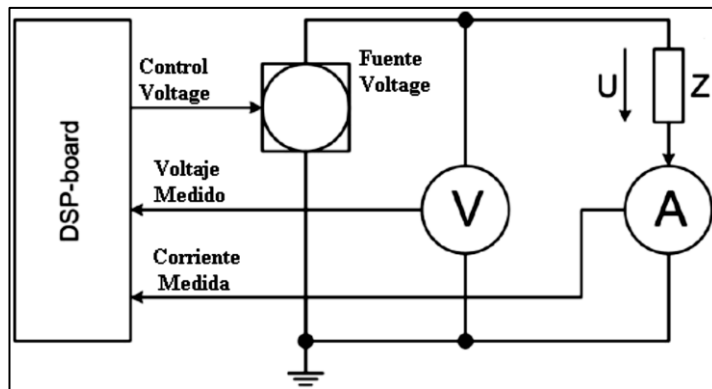 DSP-board
Control
Voltage
Fuente
Voltage
Voltaje
Medido
Corriente
Medida
V
U
Z
A